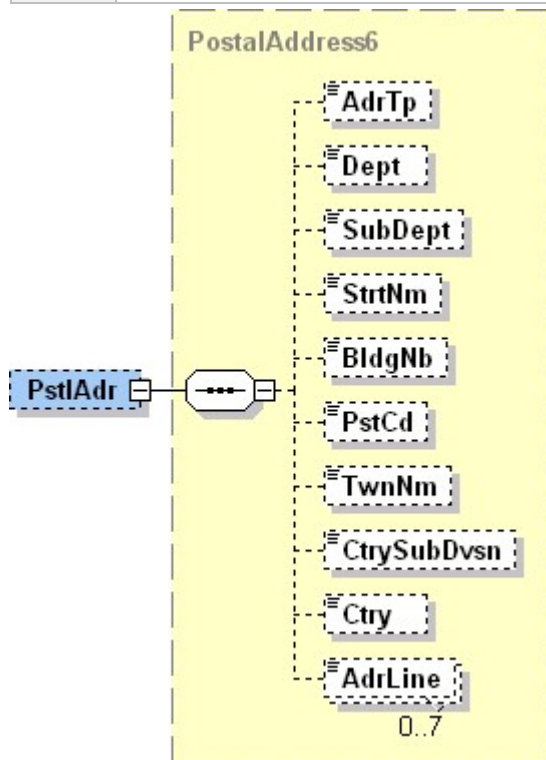 PostalAddress6
AdrTp
Dept
SubDept
StrtNm
BldgNb
PstlAdr
PstCd
TwnNm
CtrySubDvsn
Ctry
AdrLine
0..7